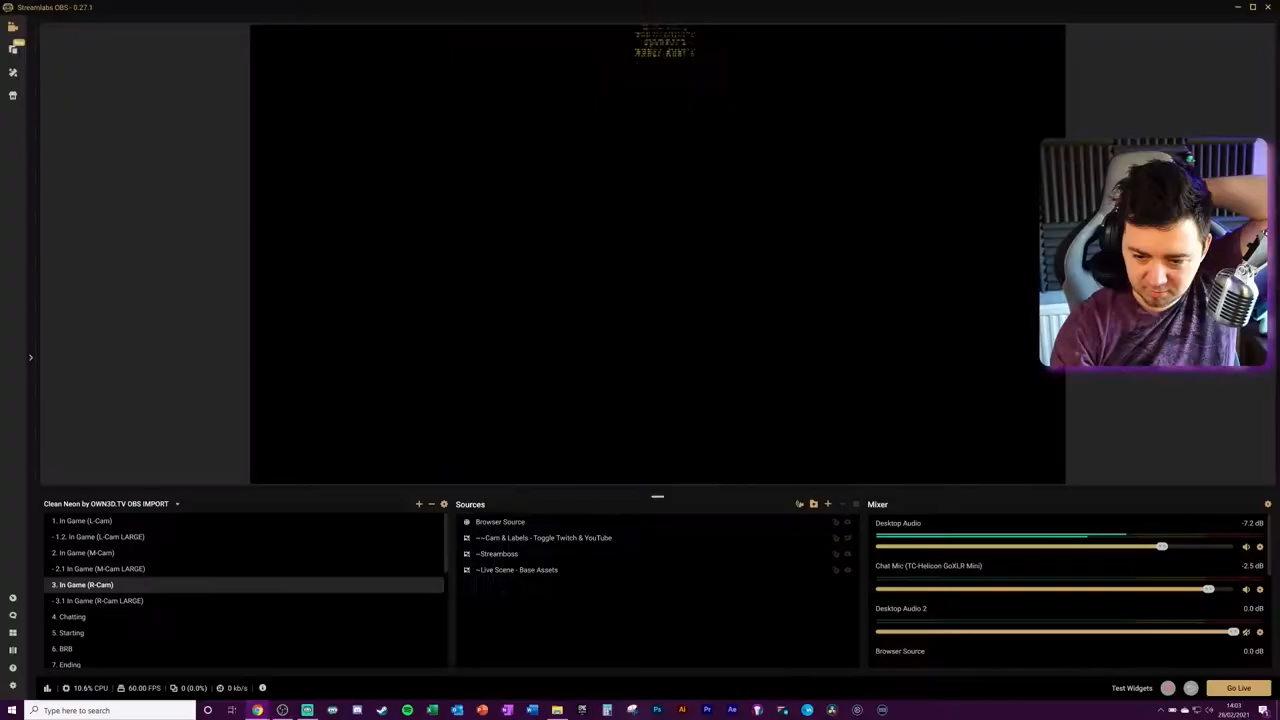 Streamlabs OBS - 0.27.1
Clean Neon by OWN3D.TV OBS IMPORT
1. In Game (L-Cam)
- 1.2. In Game (L-Cam LARGE)
2. In Game (M-Cam)
- 2.1 In Game (M-Cam LARGE)
3. In Game (R-Cam)
- 3.1 In Game (R-Cam LARGE)
4. Chatting
5. Starting
6. BRB
7. Ending
Sources
Browser Source
~~Cam & Labels - Toggle Twitch & YouTube
~Streamboss
~Live Scene - Base Assets
Mixer
Desktop Audio -7.2 dB
Chat Mic (TC-Helicon GoXLR Mini) -2.5 dB
Desktop Audio 2 0.0 dB
Browser Source 0.0 dB
10.6% CPU 60.00 FPS 0 (0.0%) 0 kb/s
Test Widgets
Go Live
Type here to search
14:03
26/02/2021